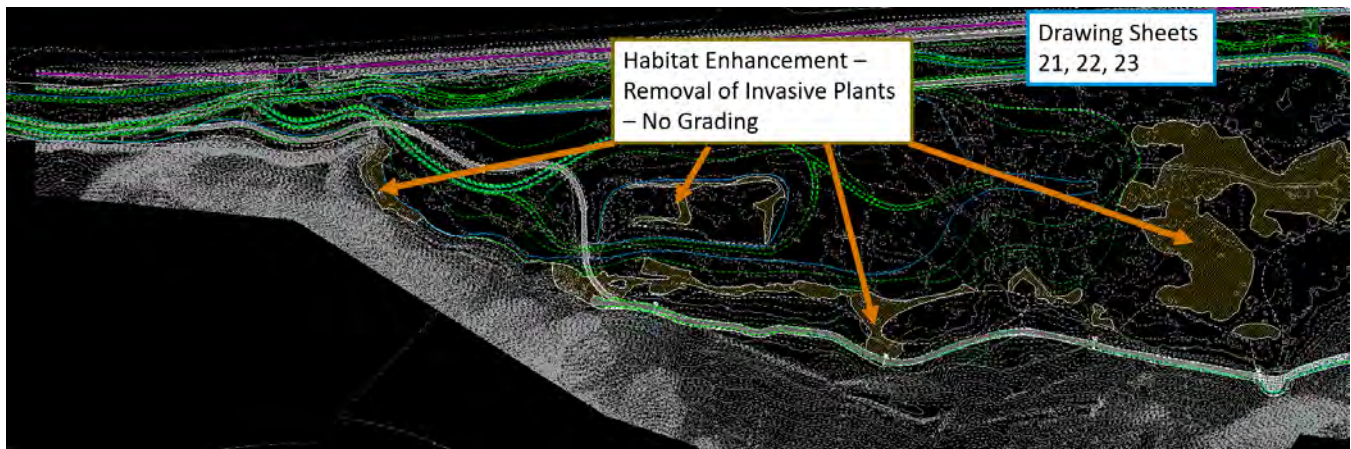 Habitat Enhancement –
Removal of Invasive Plants
– No Grading
Drawing Sheets
21, 22, 23